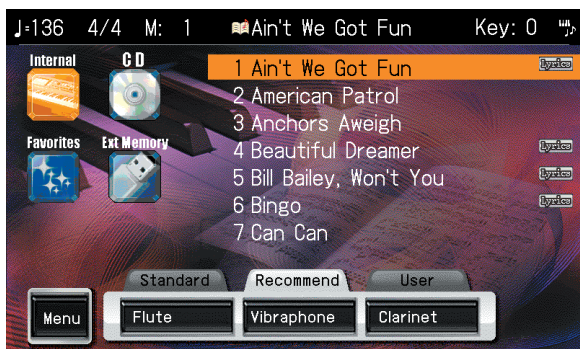 ♩=136 4/4 M: 1 Ain't We Got Fun Key: 0
Internal CD
1 Ain't We Got Fun Lyrics
2 American Patrol
3 Anchors Aweigh
Favorites Ext Memory
4 Beautiful Dreamer Lyrics
5 Bill Bailey, Won't You Lyrics
6 Bingo Lyrics
7 Can Can
Standard Recommend User
Menu Flute Vibraphone Clarinet